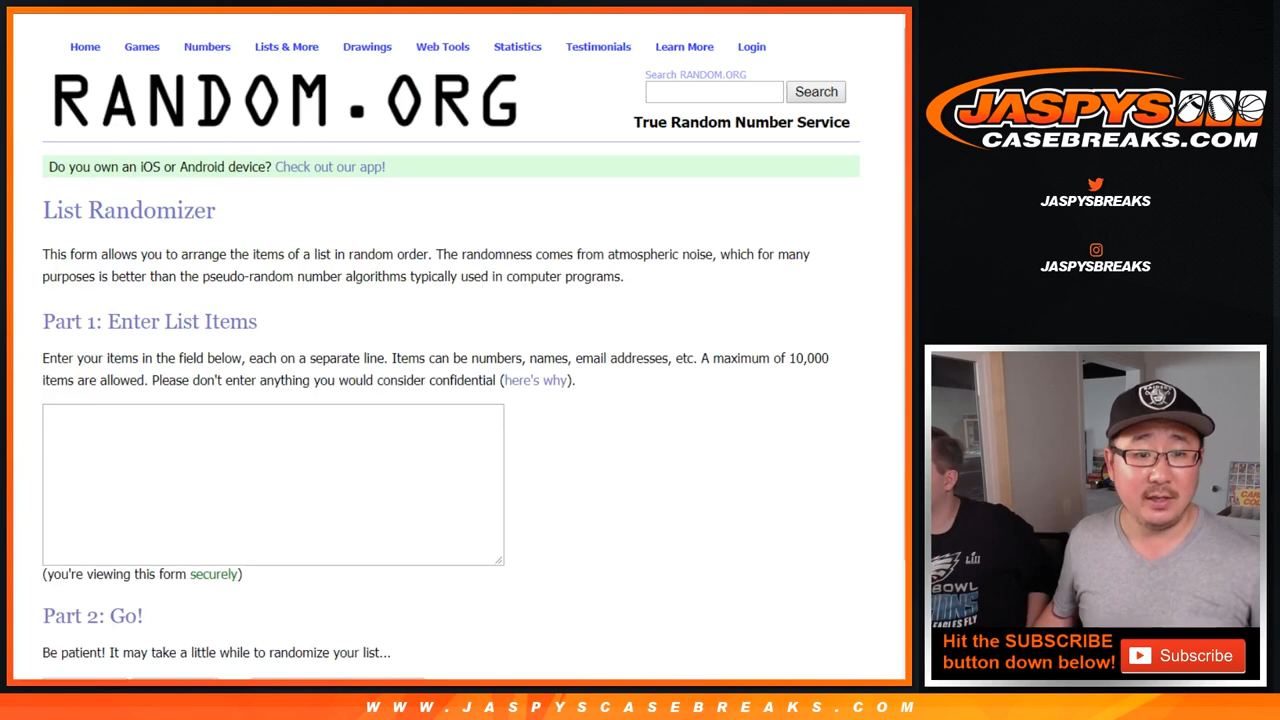 Home Games Numbers Lists & More Drawings Web Tools Statistics Testimonials Learn More Login
RANDOM.ORG
Search RANDOM.ORG
Search
True Random Number Service
Do you own an iOS or Android device? Check out our app!
List Randomizer
This form allows you to arrange the items of a list in random order. The randomness comes from atmospheric noise, which for many
purposes is better than the pseudo-random number algorithms typically used in computer programs.
Part 1: Enter List Items
Enter your items in the field below, each on a separate line. Items can be numbers, names, email addresses, etc. A maximum of 10,000
items are allowed. Please don't enter anything you would consider confidential (here's why).
(you're viewing this form securely)
Part 2: Go!
Be patient! It may take a little while to randomize your list...
JASPYS
CASEBREAKS.COM
JASPYSBREAKS
JASPYSBREAKS
RAIDERS
LII
EAGLES FLY
Hit the SUBSCRIBE
button down below!
Subscribe
WWW.JASPYSCASEBREAKS.COM